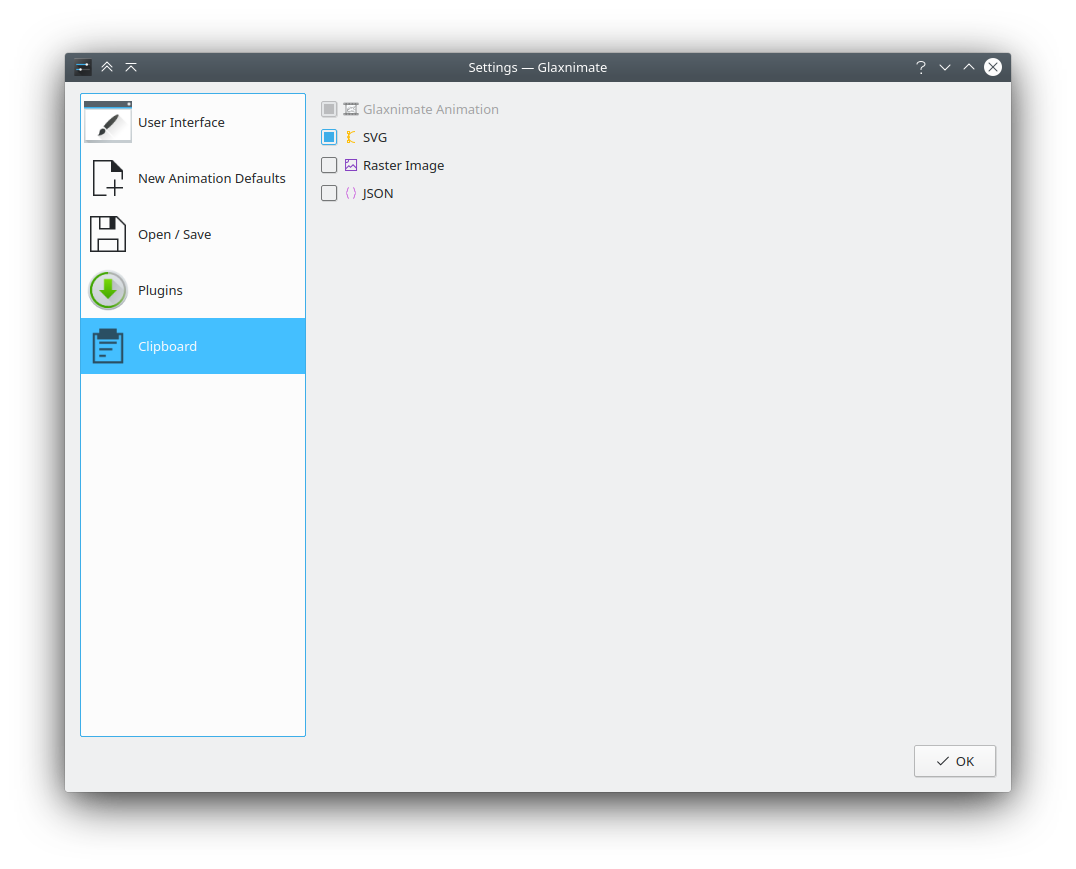 Settings — Glaxnimate
User Interface
New Animation Defaults
Open / Save
Plugins
Clipboard
Glaxnimate Animation
SVG
Raster Image
JSON
OK